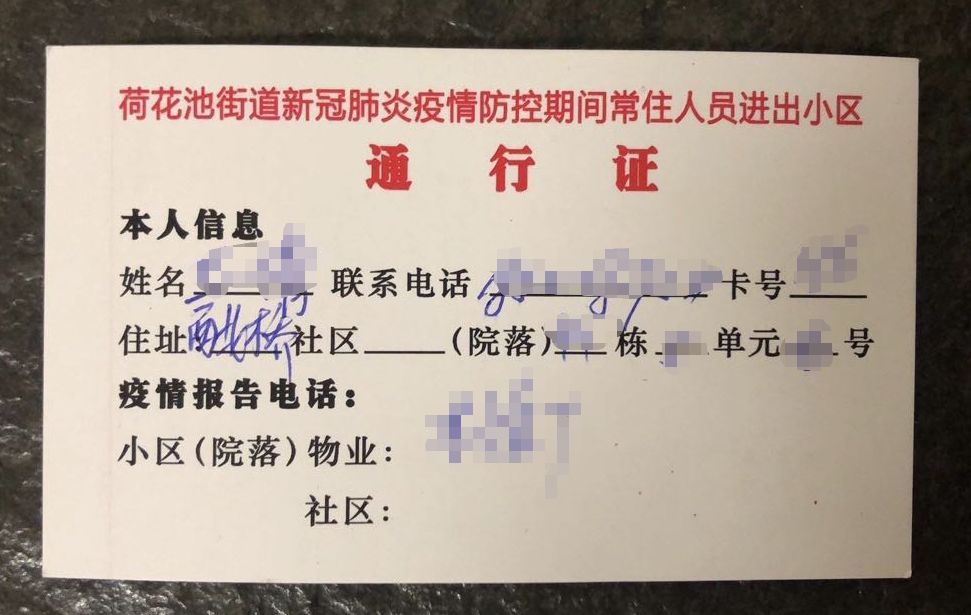 荷花池街道新冠肺炎疫情防控期间常住人员进出小区
通行证
本人信息
姓名 联系电话 卡号
住址 社区 (院落) 栋 单元 号
疫情报告电话:
小区(院落)物业:
社区: